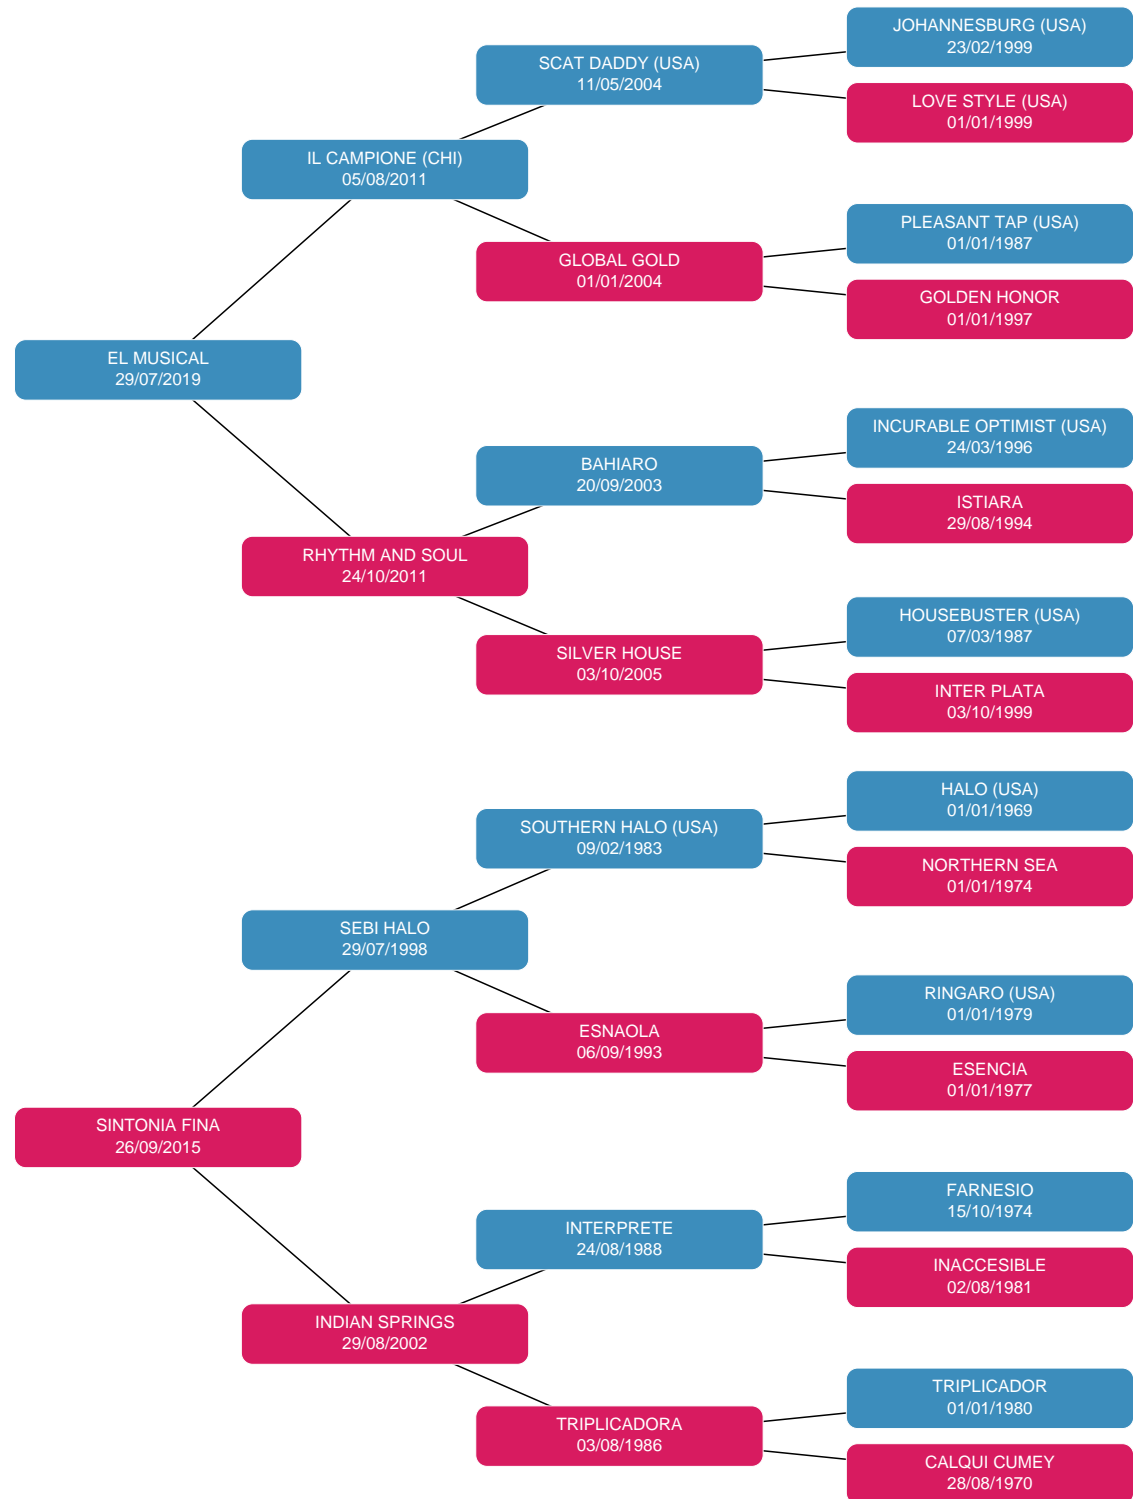 JOHANNESBURG (USA)
23/02/1999
SCAT DADDY (USA)
11/05/2004
LOVE STYLE (USA)
01/01/1999
IL CAMPIONE (CHI)
05/08/2011
PLEASANT TAP (USA)
01/01/1987
GLOBAL GOLD
01/01/2004
GOLDEN HONOR
01/01/1997
EL MUSICAL
29/07/2019
INCURABLE OPTIMIST (USA)
24/03/1996
BAHIARO
20/09/2003
ISTIARA
29/08/1994
RHYTHM AND SOUL
24/10/2011
HOUSEBUSTER (USA)
07/03/1987
SILVER HOUSE
03/10/2005
INTER PLATA
03/10/1999
HALO (USA)
01/01/1969
SOUTHERN HALO (USA)
09/02/1983
NORTHERN SEA
01/01/1974
SEBI HALO
29/07/1998
RINGARO (USA)
01/01/1979
ESNAOLA
06/09/1993
ESENCIA
01/01/1977
SINTONIA FINA
26/09/2015
FARNESIO
15/10/1974
INTERPRETE
24/08/1988
INACCESIBLE
02/08/1981
INDIAN SPRINGS
29/08/2002
TRIPLICADOR
01/01/1980
TRIPLICADORA
03/08/1986
CALQUI CUMEY
28/08/1970